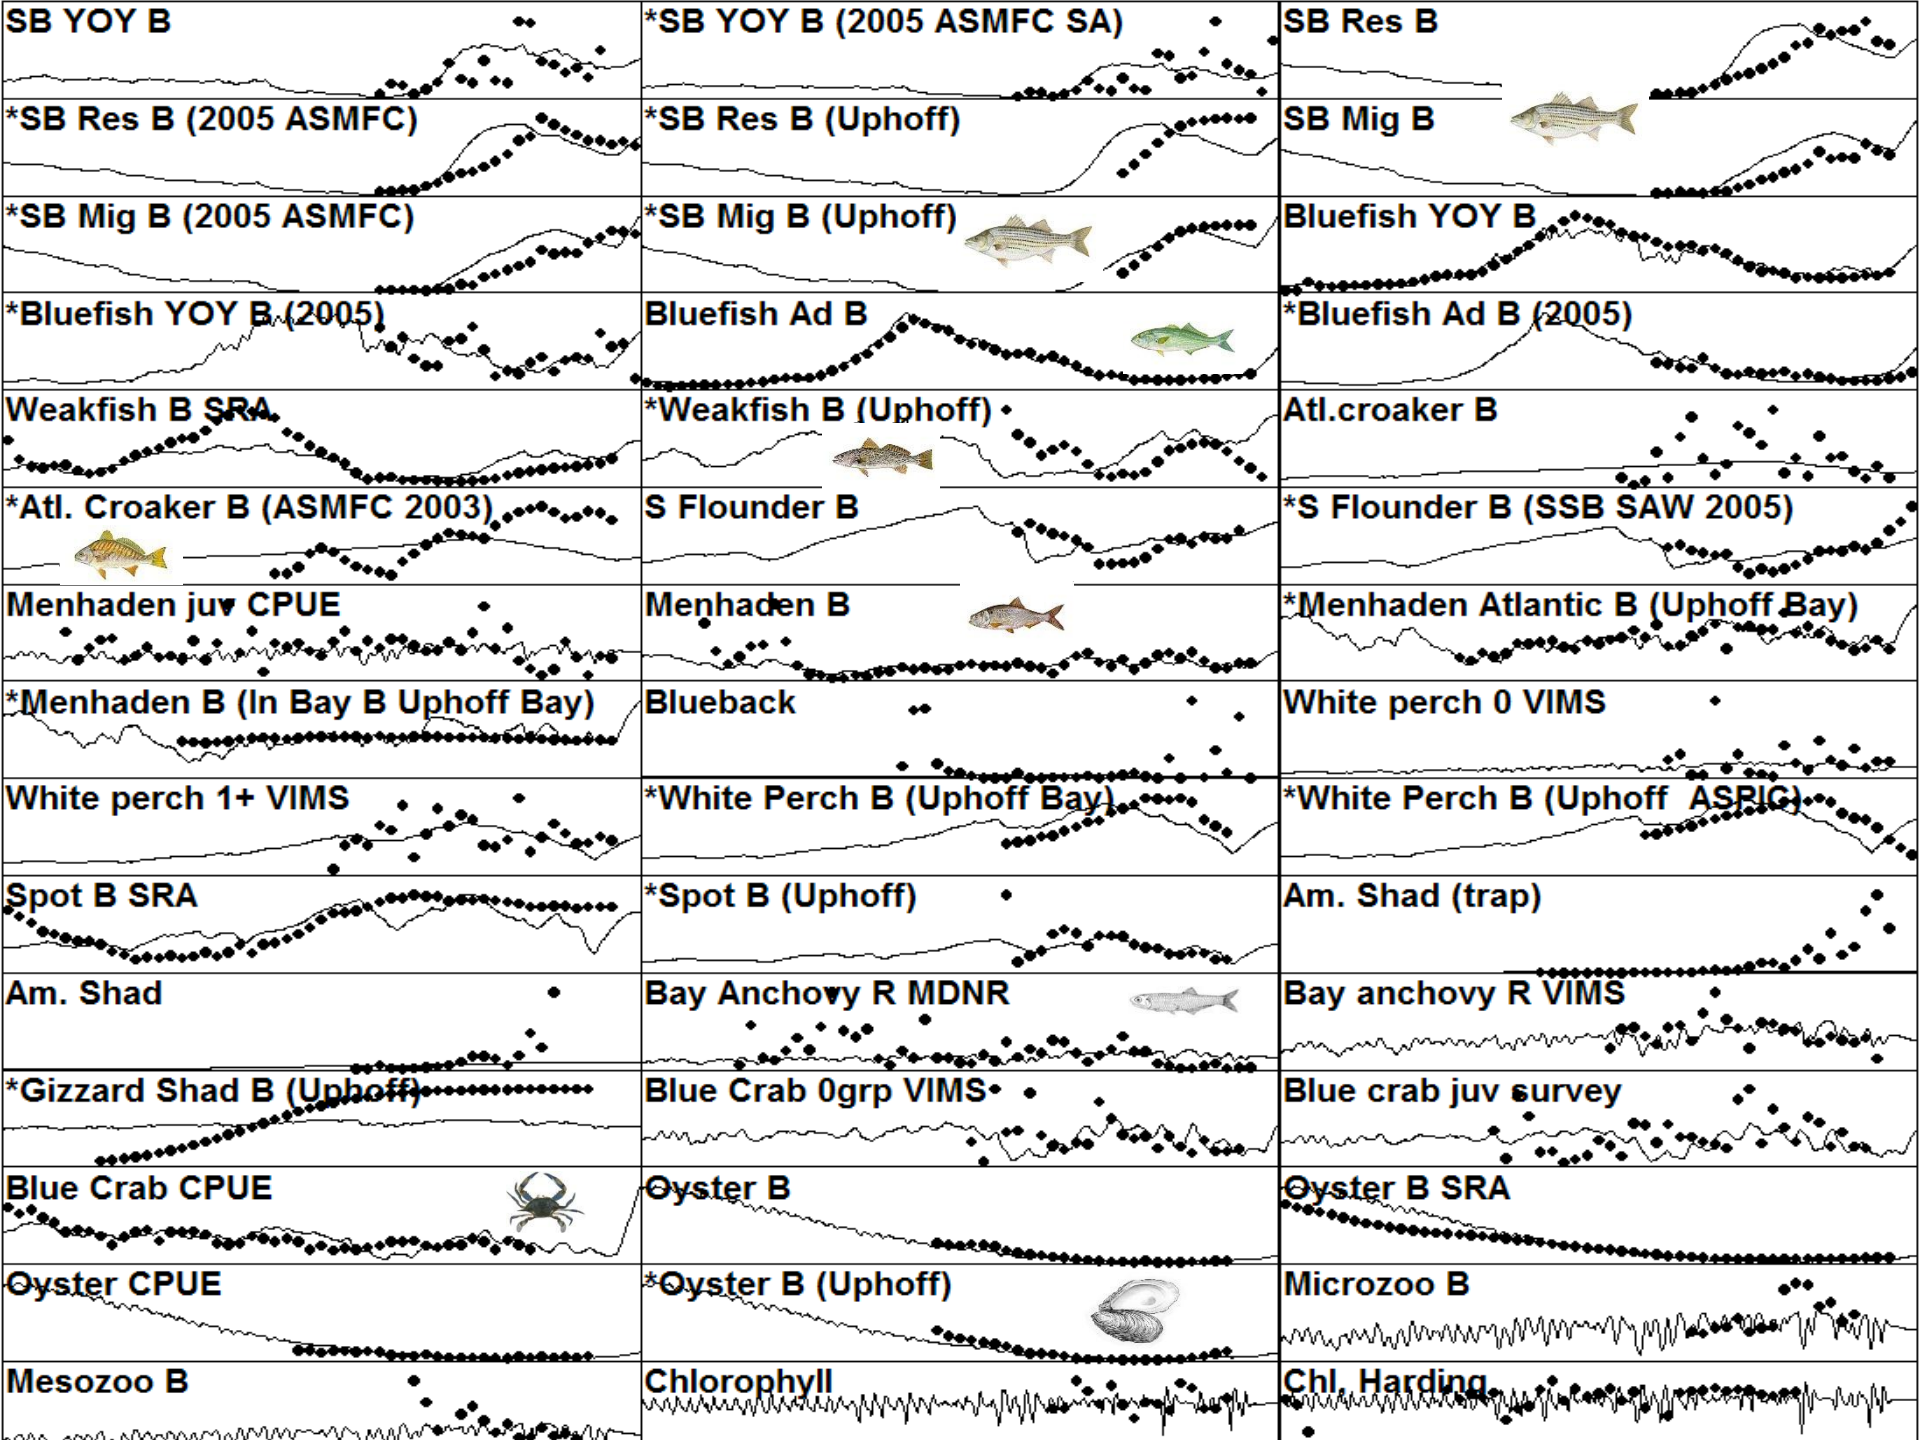 SB YOY B
*SB YOY B (2005 ASMFC SA)
SB Res B
*SB Res B (2005 ASMFC)
*SB Res B (Uphoff)
SB Mig B
*SB Mig B (2005 ASMFC)
*SB Mig B (Uphoff)
Bluefish YOY B
*Bluefish YOY B (2005)
Bluefish Ad B
*Bluefish Ad B (2005)
Weakfish B SRA
*Weakfish B (Uphoff)
Atl.croaker B
*Atl. Croaker B (ASMFC 2003)
S Flounder B
*S Flounder B (SSB SAW 2005)
Menhaden juv CPUE
Menhaden B
*Menhaden Atlantic B (Uphoff Bay)
*Menhaden B (In Bay B Uphoff Bay)
Blueback
White perch 0 VIMS
White perch 1+ VIMS
*White Perch B (Uphoff Bay)
*White Perch B (Uphoff ASPIC)
Spot B SRA
*Spot B (Uphoff)
Am. Shad (trap)
Am. Shad
Bay Anchovy R MDNR
Bay anchovy R VIMS
*Gizzard Shad B (Uphoff)
Blue Crab 0grp VIMS
Blue crab juv survey
Blue Crab CPUE
Oyster B
Oyster B SRA
Oyster CPUE
*Oyster B (Uphoff)
Microzoo B
Mesozoo B
Chlorophyll
Chl. Harding